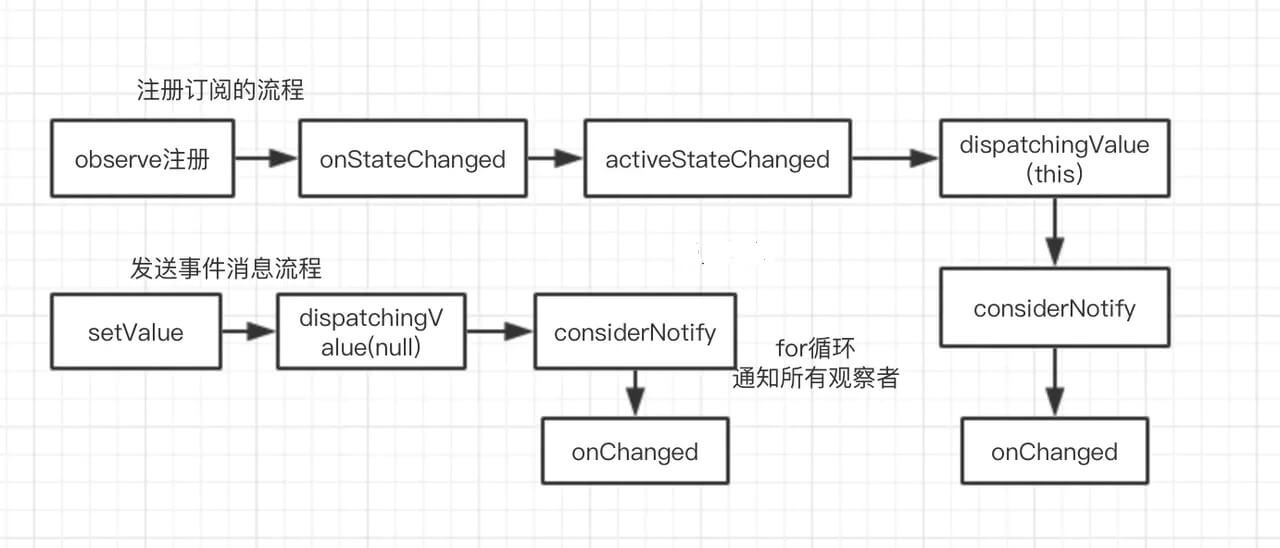 注册订阅的流程
observe注册
onStateChanged
activeStateChanged
dispatchingValue
(this)
considerNotify
onChanged
发送事件消息流程
setValue
dispatchingV
alue(null)
considerNotify
for循环
通知所有观察者
onChanged